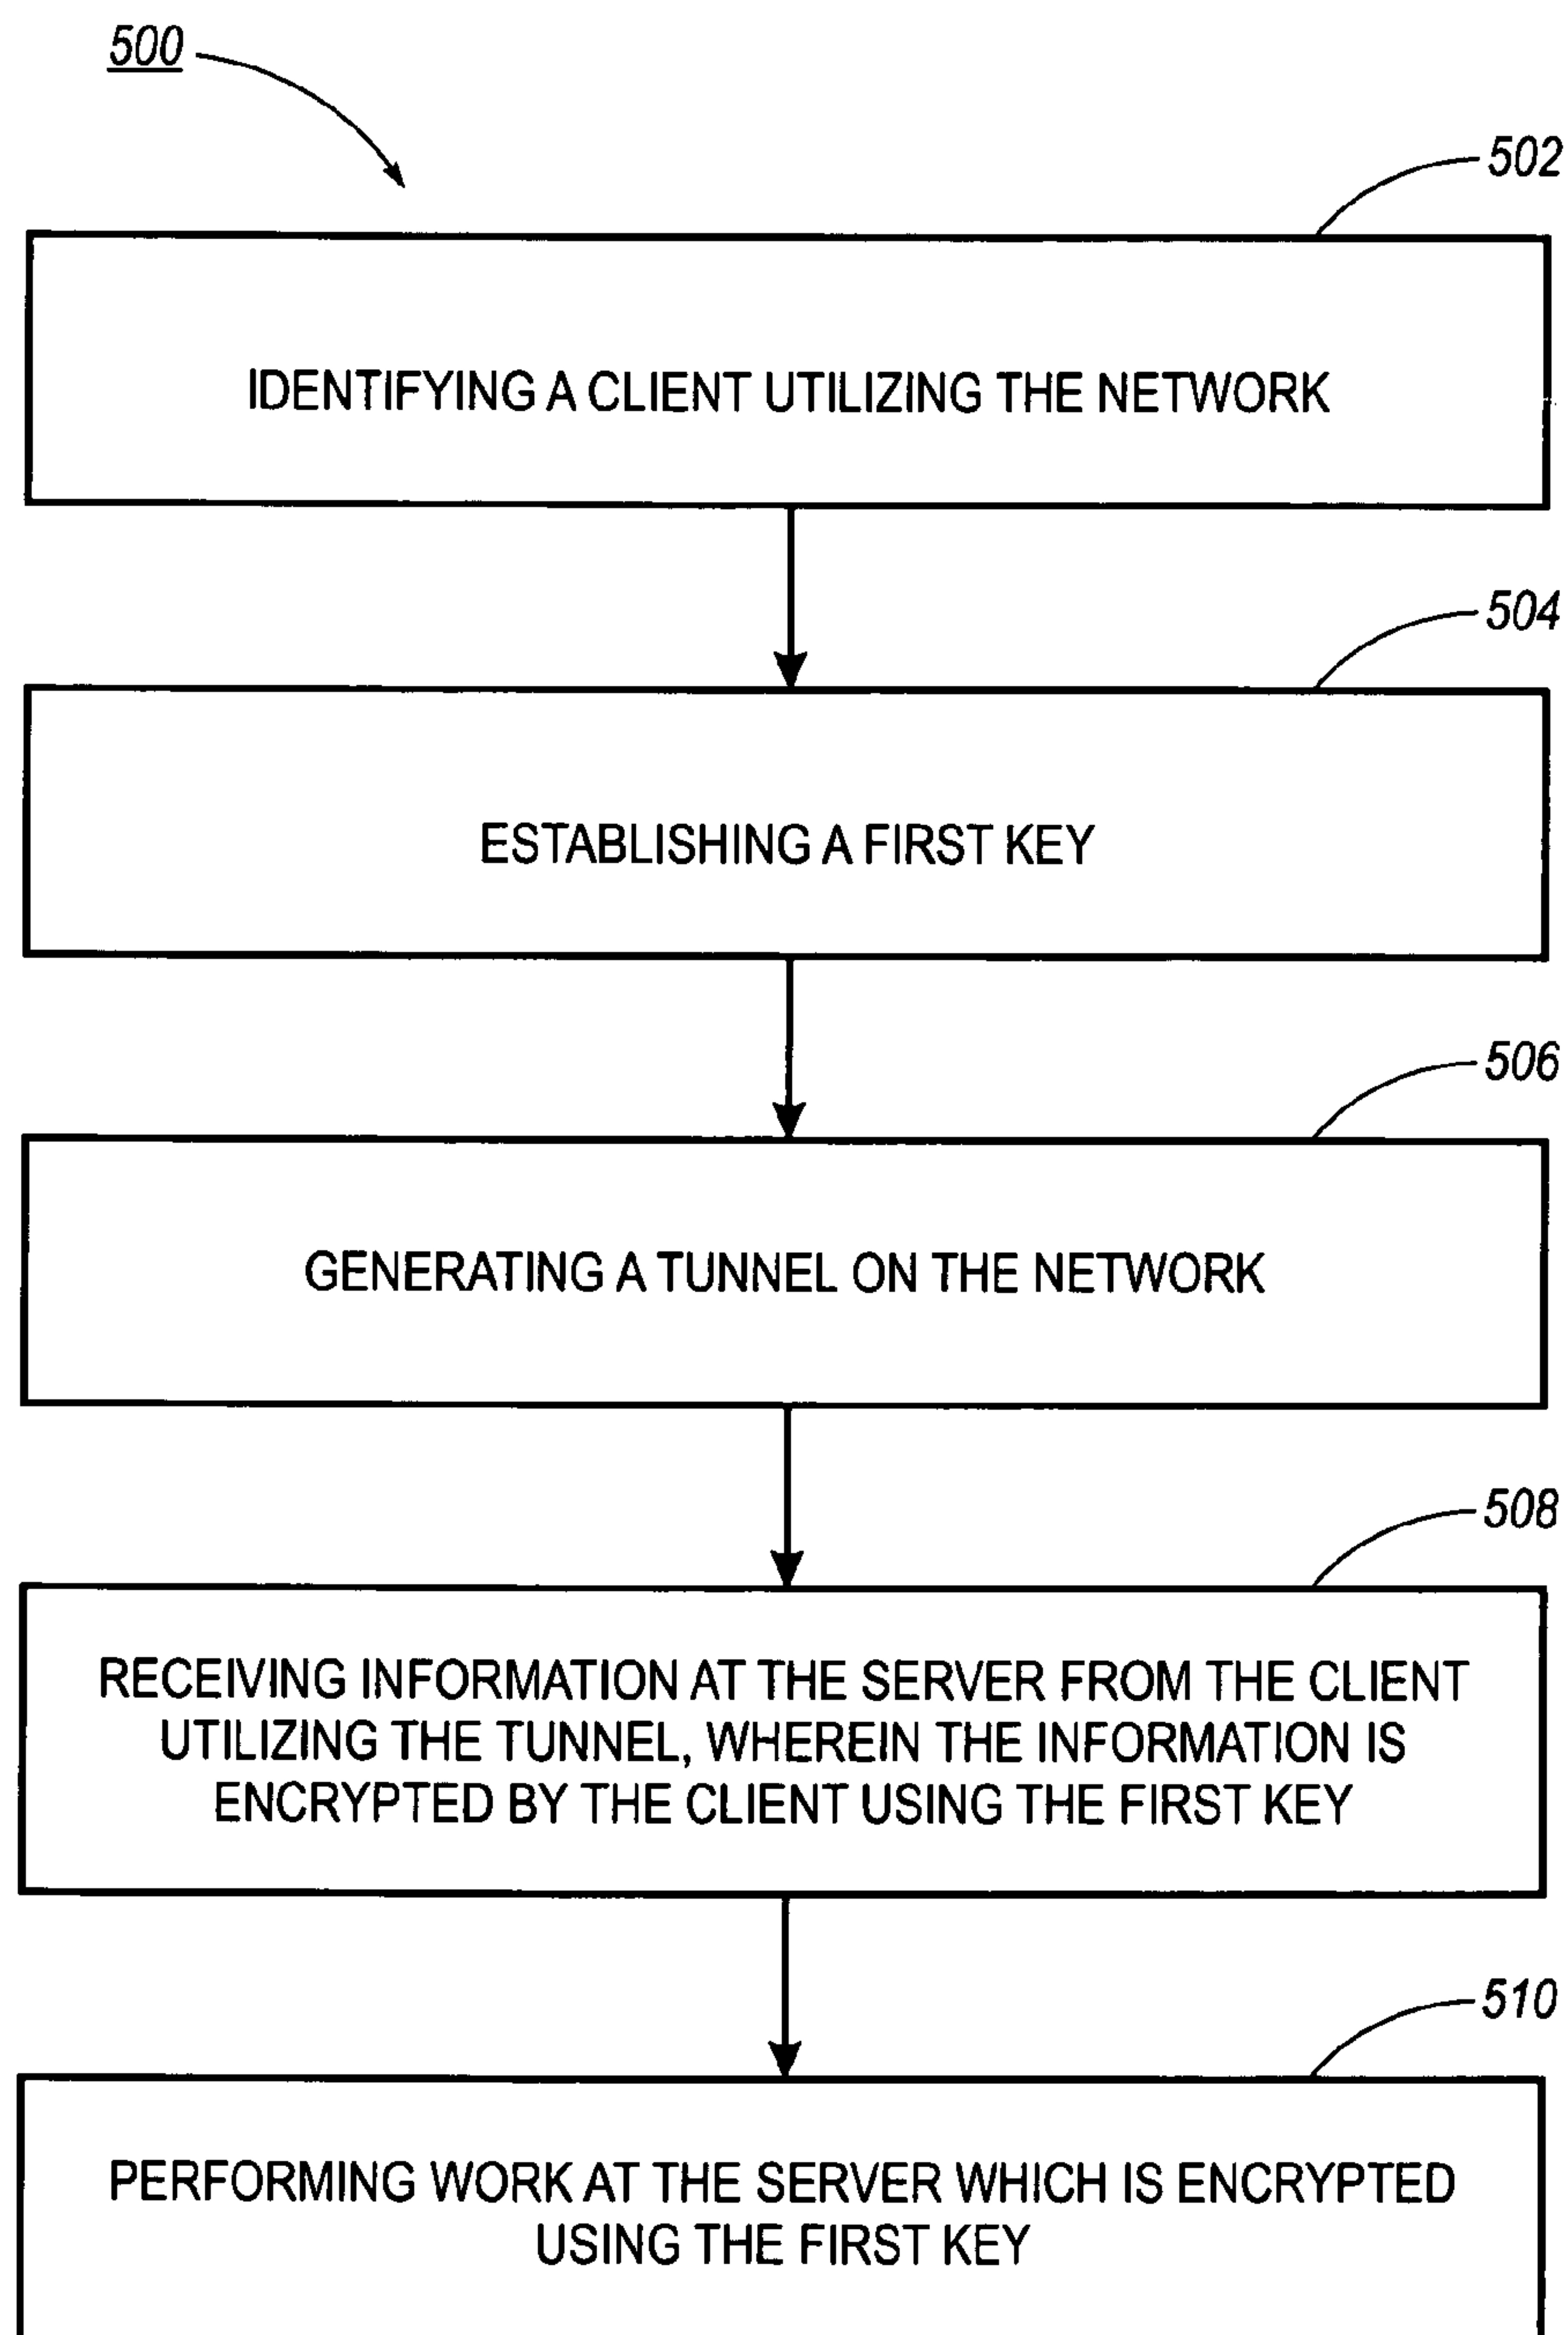 500
502
IDENTIFYING A CLIENT UTILIZING THE NETWORK
504
ESTABLISHING A FIRST KEY
506
GENERATING A TUNNEL ON THE NETWORK
508
RECEIVING INFORMATION AT THE SERVER FROM THE CLIENT
UTILIZING THE TUNNEL, WHEREIN THE INFORMATION IS
ENCRYPTED BY THE CLIENT USING THE FIRST KEY
510
PERFORMING WORK AT THE SERVER WHICH IS ENCRYPTED
USING THE FIRST KEY